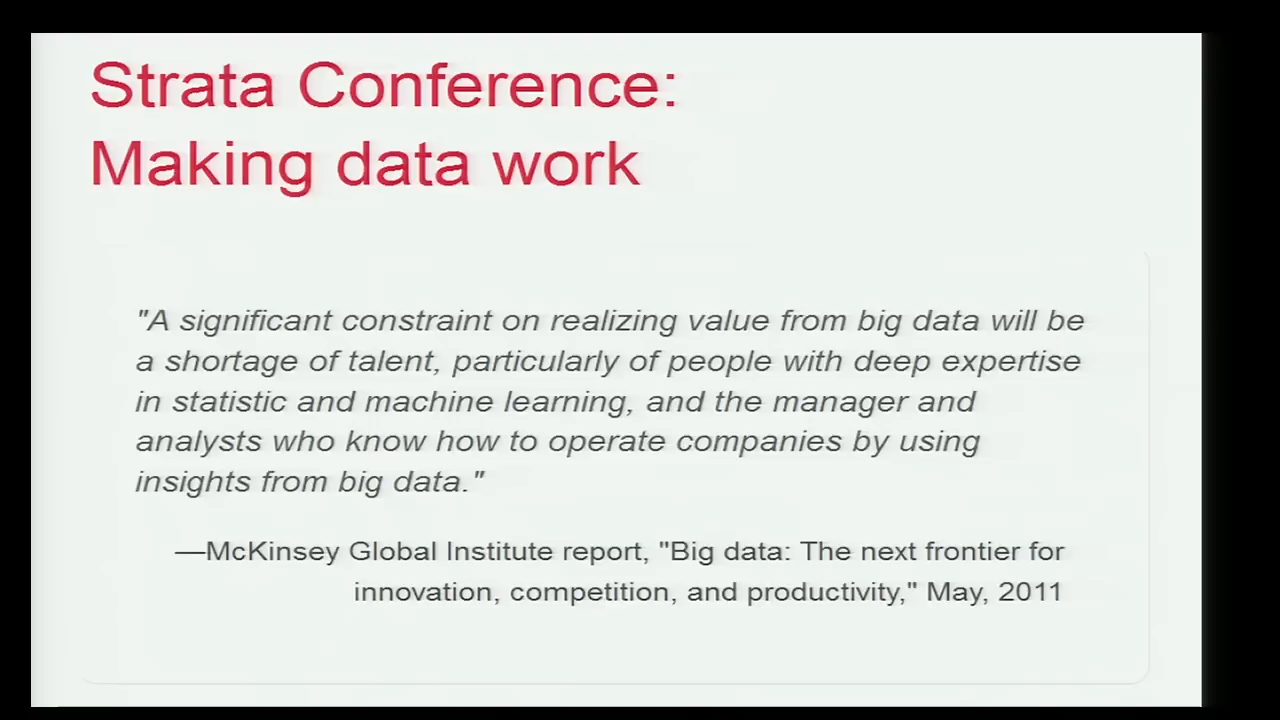 Strata Conference:
Making data work
"A significant constraint on realizing value from big data will be
a shortage of talent, particularly of people with deep expertise
in statistic and machine learning, and the manager and
analysts who know how to operate companies by using
insights from big data."
—McKinsey Global Institute report, "Big data: The next frontier for
innovation, competition, and productivity," May, 2011